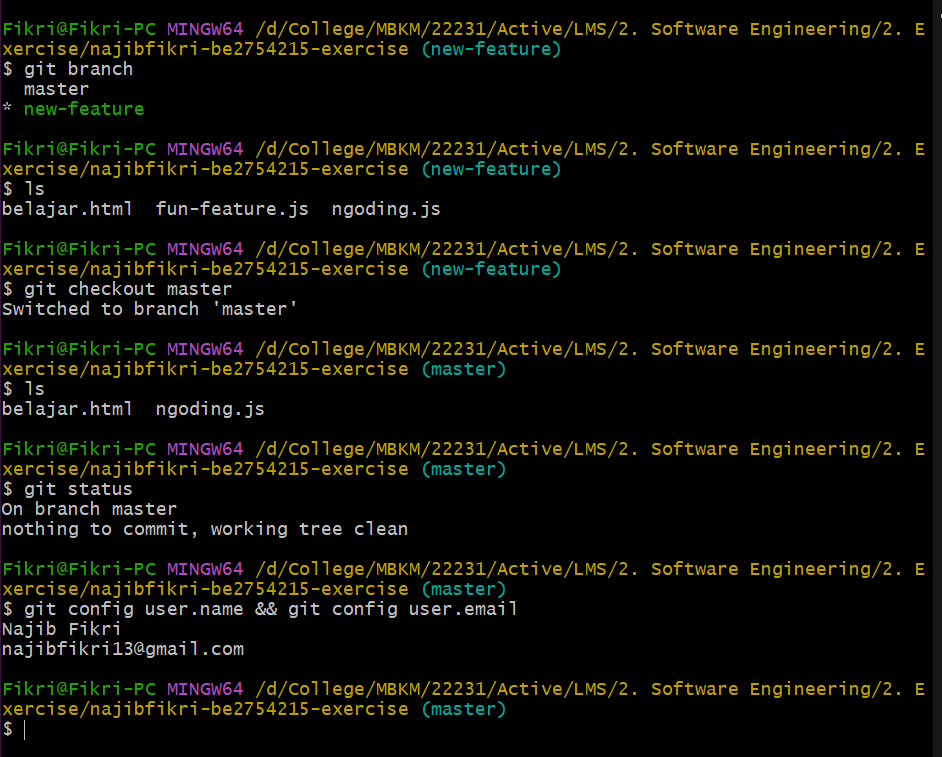 Fikri@Fikri-PC MINGW64 /d/College/MBKM/22231/Active/LMS/2. Software Engineering/2. E
xercise/najibfikri-be2754215-exercise (new-feature)
$ git branch
  master
* new-feature

Fikri@Fikri-PC MINGW64 /d/College/MBKM/22231/Active/LMS/2. Software Engineering/2. E
xercise/najibfikri-be2754215-exercise (new-feature)
$ ls
belajar.html  fun-feature.js  ngoding.js

Fikri@Fikri-PC MINGW64 /d/College/MBKM/22231/Active/LMS/2. Software Engineering/2. E
xercise/najibfikri-be2754215-exercise (new-feature)
$ git checkout master
Switched to branch 'master'

Fikri@Fikri-PC MINGW64 /d/College/MBKM/22231/Active/LMS/2. Software Engineering/2. E
xercise/najibfikri-be2754215-exercise (master)
$ ls
belajar.html  ngoding.js

Fikri@Fikri-PC MINGW64 /d/College/MBKM/22231/Active/LMS/2. Software Engineering/2. E
xercise/najibfikri-be2754215-exercise (master)
$ git status
On branch master
nothing to commit, working tree clean

Fikri@Fikri-PC MINGW64 /d/College/MBKM/22231/Active/LMS/2. Software Engineering/2. E
xercise/najibfikri-be2754215-exercise (master)
$ git config user.name && git config user.email
Najib Fikri
najibfikri13@gmail.com

Fikri@Fikri-PC MINGW64 /d/College/MBKM/22231/Active/LMS/2. Software Engineering/2. E
xercise/najibfikri-be2754215-exercise (master)
$